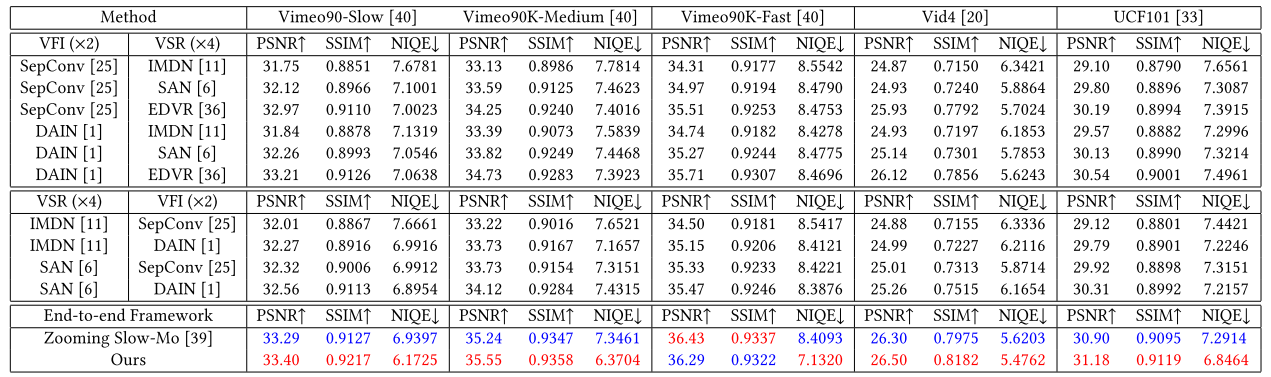 Method Vimeo90-Slow [40] Vimeo90K-Medium [40] Vimeo90K-Fast [40] Vid4 [20] UCF101 [33]
VFI (×2) VSR (×4) PSNR↑ SSIM↑ NIQE↓ PSNR↑ SSIM↑ NIQE↓ PSNR↑ SSIM↑ NIQE↓ PSNR↑ SSIM↑ NIQE↓ PSNR↑ SSIM↑ NIQE↓
SepConv [25] IMDN [11] 31.75 0.8851 7.6781 33.13 0.8986 7.7814 34.31 0.9177 8.5542 24.87 0.7150 6.3421 29.10 0.8790 7.6561
SepConv [25] SAN [6] 32.12 0.8966 7.1001 33.59 0.9125 7.4623 34.97 0.9194 8.4790 24.93 0.7240 5.8864 29.80 0.8896 7.3087
SepConv [25] EDVR [36] 32.97 0.9110 7.0023 34.25 0.9240 7.4016 35.51 0.9253 8.4753 25.93 0.7792 5.7024 30.19 0.8994 7.3915
DAIN [1] IMDN [11] 31.84 0.8878 7.1319 33.39 0.9073 7.5839 34.74 0.9182 8.4278 24.93 0.7197 6.1853 29.57 0.8882 7.2996
DAIN [1] SAN [6] 32.26 0.8993 7.0546 33.82 0.9249 7.4468 35.27 0.9244 8.4775 25.14 0.7301 5.7853 30.13 0.8990 7.3214
DAIN [1] EDVR [36] 33.21 0.9126 7.0638 34.73 0.9283 7.3923 35.71 0.9307 8.4696 26.12 0.7856 5.6243 30.54 0.9001 7.4961
VSR (×4) VFI (×2) PSNR↑ SSIM↑ NIQE↓ PSNR↑ SSIM↑ NIQE↓ PSNR↑ SSIM↑ NIQE↓ PSNR↑ SSIM↑ NIQE↓ PSNR↑ SSIM↑ NIQE↓
IMDN [11] SepConv [25] 32.01 0.8867 7.6661 33.22 0.9016 7.6521 34.50 0.9181 8.5417 24.88 0.7155 6.3336 29.12 0.8801 7.4421
IMDN [11] DAIN [1] 32.27 0.8916 6.9916 33.73 0.9167 7.1657 35.15 0.9206 8.4121 24.99 0.7227 6.2116 29.79 0.8901 7.2246
SAN [6] SepConv [25] 32.32 0.9006 6.9912 33.73 0.9154 7.3151 35.33 0.9233 8.4221 25.01 0.7313 5.8714 29.92 0.8898 7.3151
SAN [6] DAIN [1] 32.56 0.9113 6.8954 34.12 0.9284 7.4315 35.47 0.9246 8.3876 25.26 0.7515 6.1654 30.31 0.8992 7.2157
End-to-end Framework PSNR↑ SSIM↑ NIQE↓ PSNR↑ SSIM↑ NIQE↓ PSNR↑ SSIM↑ NIQE↓ PSNR↑ SSIM↑ NIQE↓ PSNR↑ SSIM↑ NIQE↓
Zooming Slow-Mo [39] 33.29 0.9127 6.9397 35.24 0.9347 7.3461 36.43 0.9337 8.4093 26.30 0.7975 5.6203 30.90 0.9095 7.2914
Ours 33.40 0.9217 6.1725 35.55 0.9358 6.3704 36.29 0.9322 7.1320 26.50 0.8182 5.4762 31.18 0.9119 6.8464